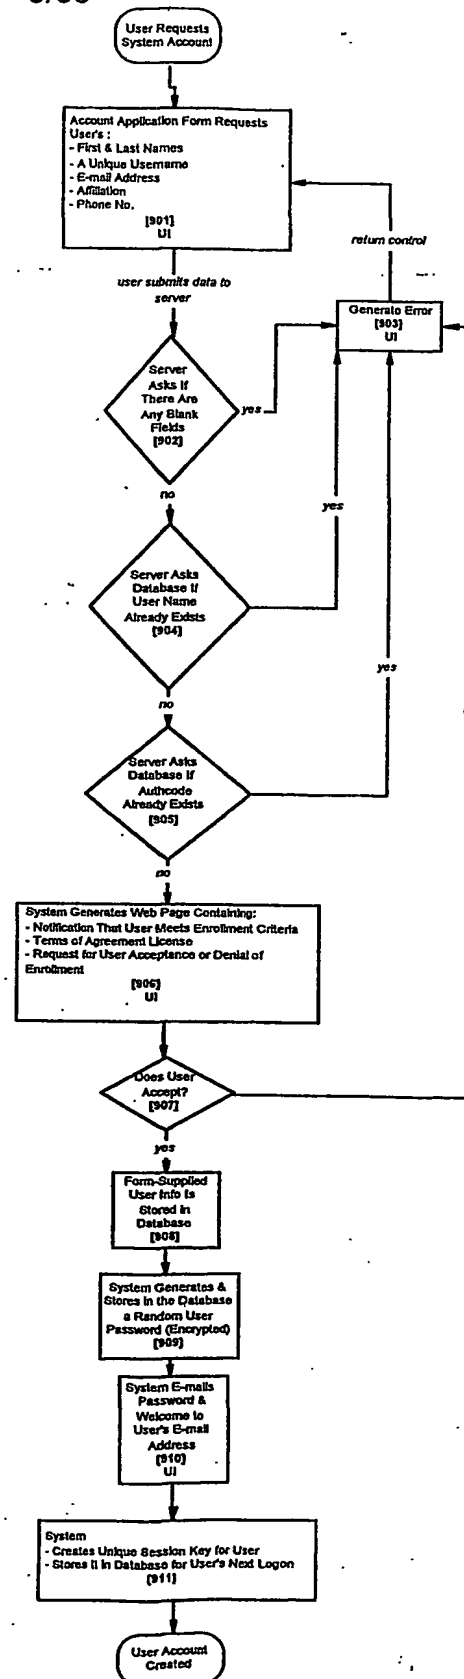 User Requests
System Account
Account Application Form Requests
User's :
- First & Last Names
- A Unique Username
- E-mail Address
- Affiliation
- Phone No.
[901]
UI
return control
user submits data to
server
Generate Error
[903]
UI
Server
Asks If
There Are
Any Blank
Fields
[902]
yes
no
yes
Server Asks
Database If
User Name
Already Exists
[904]
yes
no
Server Asks
Database If
Authcode
Already Exists
[905]
no
System Generates Web Page Containing:
- Notification That User Meets Enrollment Criteria
- Terms of Agreement License
- Request for User Acceptance or Denial of
Enrollment
[906]
UI
Does User
Accept?
[907]
yes
Form-Supplied
User Info Is
Stored in
Database
[908]
System Generates &
Stores in the Database
a Random User
Password (Encrypted)
[909]
System E-mails
Password &
Welcome to
User's E-mail
Address
[910]
UI
System
- Creates Unique Session Key for User
- Stores it in Database for User's Next Logon
[911]
User Account
Created